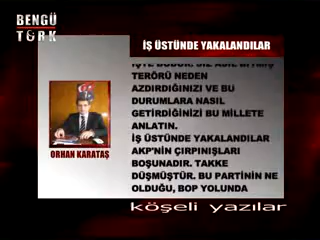 BENGÜ
TÜRK
İŞ ÜSTÜNDE YAKALANDILAR
TERÖRÜ NEDEN
AZDIRDIĞINIZI VE BU
DURUMLARA NASIL
GETİRDİĞİNİZİ BU MİLLETE
ANLATIN.
İŞ ÜSTÜNDE YAKALANDILAR
AKP'NİN ÇIRPINIŞLARI
BOŞUNADIR. TAKKE
DÜŞMÜŞTÜR. BU PARTİNİN NE
OLDUĞU, BOP YOLUNDA
ORHAN KARATAŞ
köşeli yazılar